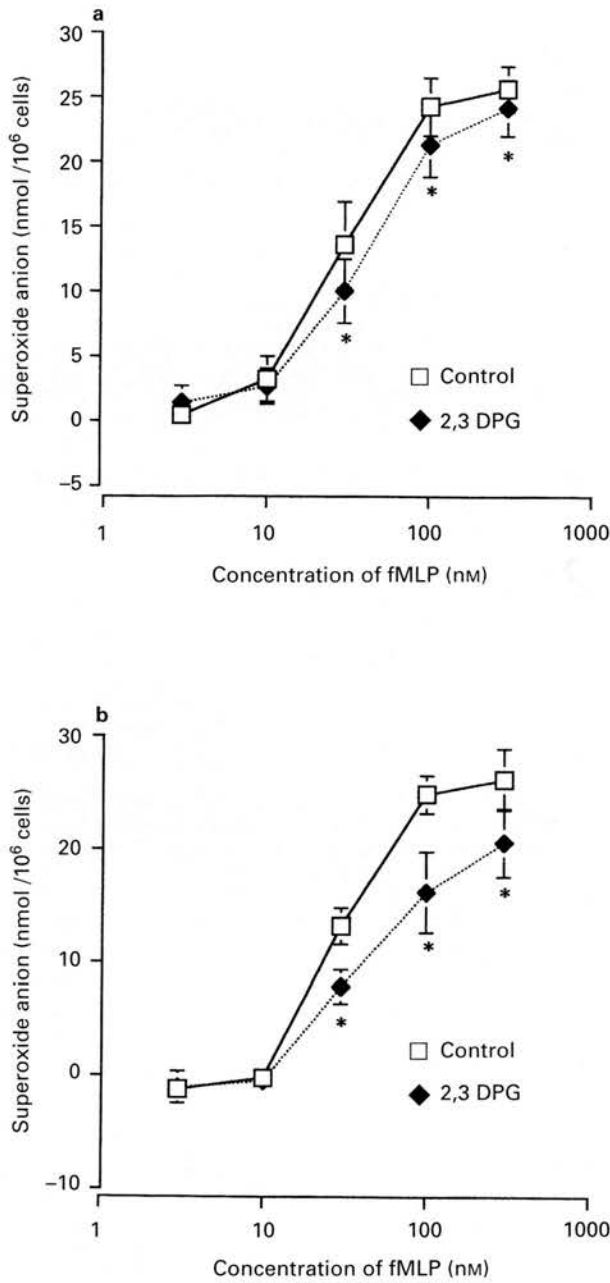 a
30
25
20
15
10
5
0
–5
Superoxide anion (nmol /10⁶ cells)
*
*
*
Control
2,3 DPG
1 10 100 1000
Concentration of fMLP (nM)
b
30
20
10
0
–10
Superoxide anion (nmol /10⁶ cells)
*
*
*
Control
2,3 DPG
1 10 100 1000
Concentration of fMLP (nM)